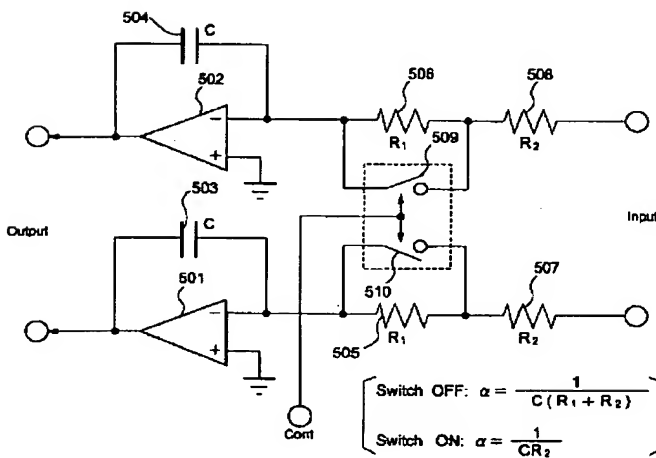 504
C
502
508
508
−
+
R₁
509
R₂
503
Output
C
Input
501
507
510
−
+
505
R₁
R₂
Cont
Switch OFF: α = 1 / C(R₁ + R₂)
Switch ON: α = 1 / CR₂